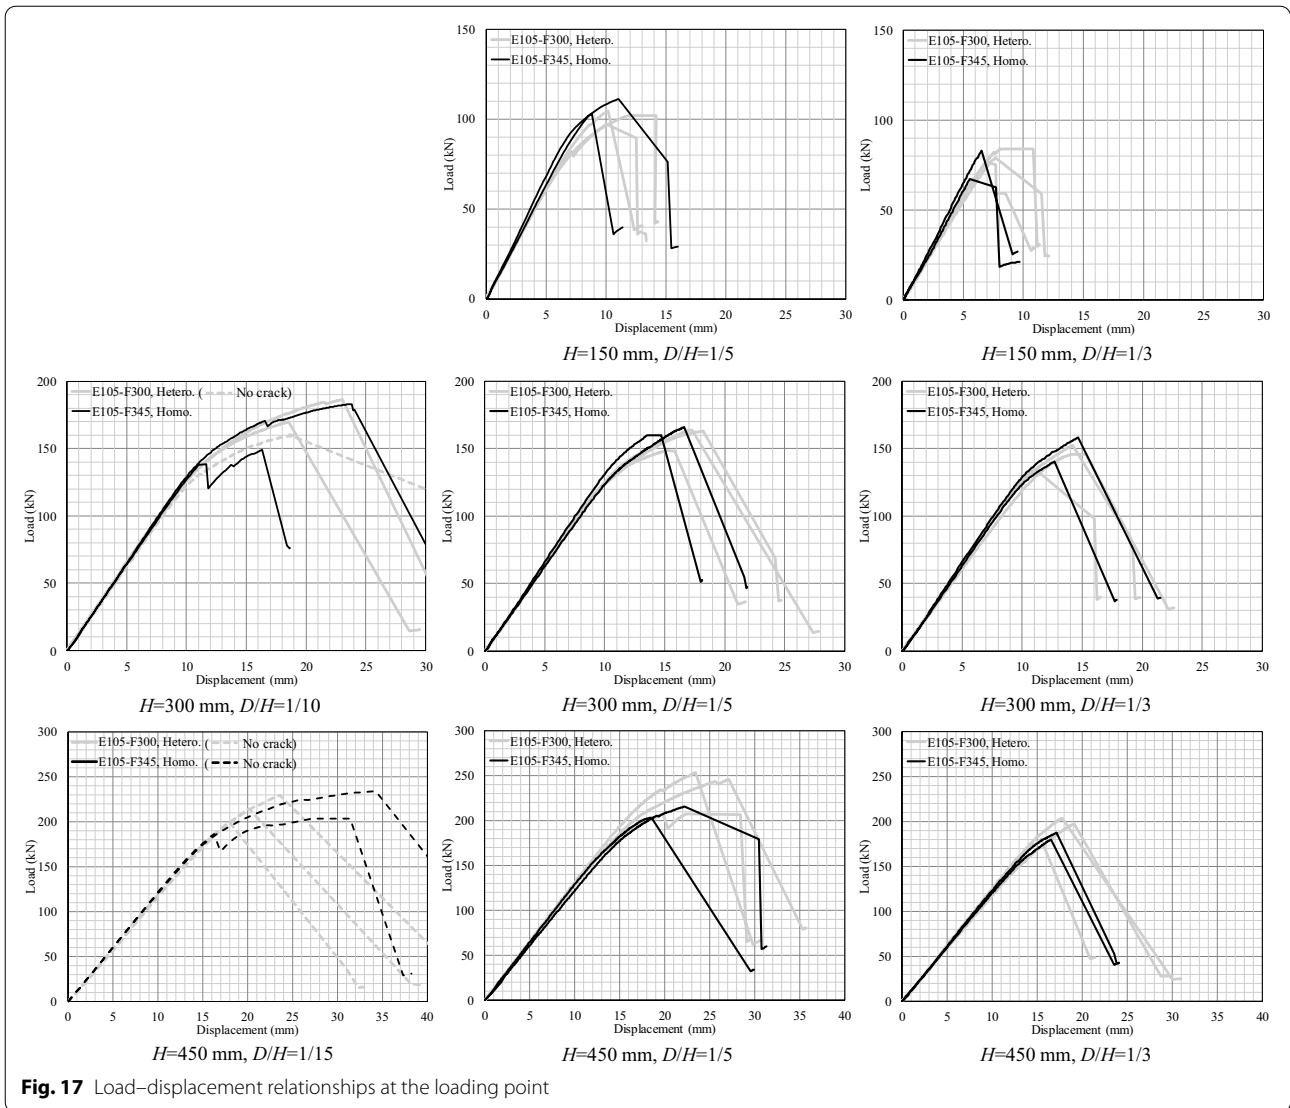 150
100
50
0
Load (kN)
E105-F300, Hetero.
E105-F345, Homo.
0 5 10 15 20 25 30
Displacement (mm)
H=150 mm, D/H=1/5
150
100
50
0
Load (kN)
E105-F300, Hetero.
E105-F345, Homo.
0 5 10 15 20 25 30
Displacement (mm)
H=150 mm, D/H=1/3
200
150
100
50
0
Load (kN)
E105-F300, Hetero. ( No crack)
E105-F345, Homo.
0 5 10 15 20 25 30
Displacement (mm)
H=300 mm, D/H=1/10
200
150
100
50
0
Load (kN)
E105-F300, Hetero.
E105-F345, Homo.
0 5 10 15 20 25 30
Displacement (mm)
H=300 mm, D/H=1/5
200
150
100
50
0
Load (kN)
E105-F300, Hetero.
E105-F345, Homo.
0 5 10 15 20 25 30
Displacement (mm)
H=300 mm, D/H=1/3
300
250
200
150
100
50
0
Load (kN)
E105-F300, Hetero. ( No crack)
E105-F345, Homo. ( No crack)
0 5 10 15 20 25 30 35 40
Displacement (mm)
H=450 mm, D/H=1/15
300
250
200
150
100
50
0
Load (kN)
E105-F300, Hetero.
E105-F345, Homo.
0 5 10 15 20 25 30 35 40
Displacement (mm)
H=450 mm, D/H=1/5
300
250
200
150
100
50
0
Load (kN)
E105-F300, Hetero.
E105-F345, Homo.
0 5 10 15 20 25 30 35 40
Displacement (mm)
H=450 mm, D/H=1/3
Fig. 17 Load–displacement relationships at the loading point